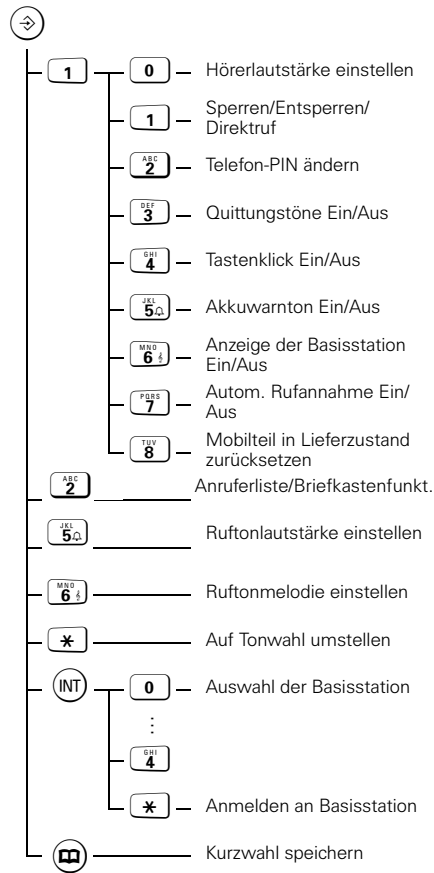 1
0 Hörerlautstärke einstellen
1 Sperren/Entsperren/
Direktruf
ABC 2 Telefon-PIN ändern
DEF 3 Quittungstöne Ein/Aus
GHI 4 Tastenklick Ein/Aus
JKL 5 Akkuwarnton Ein/Aus
MNO 6 Anzeige der Basisstation
Ein/Aus
PQRS 7 Autom. Rufannahme Ein/
Aus
TUV 8 Mobilteil in Lieferzustand
zurücksetzen
ABC 2 Anruferliste/Briefkastenfunkt.
JKL 5 Ruftonlautstärke einstellen
MNO 6 Ruftonmelodie einstellen
* Auf Tonwahl umstellen
INT 0 Auswahl der Basisstation
⋮
GHI 4
* Anmelden an Basisstation
Kurzwahl speichern